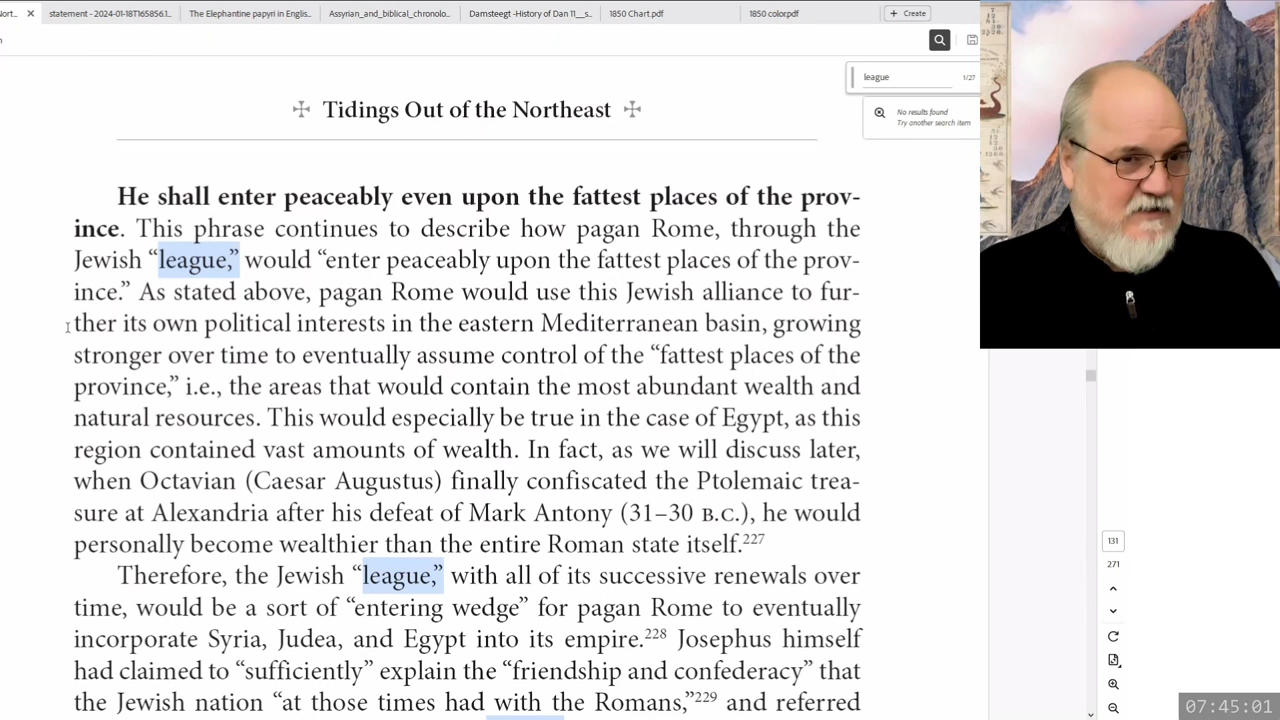 ort..
statement - 2024-01-18T165856.1...
The Elephantine papyri in Englis...
Assyrian_and_biblical_chronolo...
Damsteegt -History of Dan 11__s...
1850 Chart.pdf
1850 color.pdf
+ Create
league
1/27
No results found
Try another search item
Tidings Out of the Northeast
He shall enter peaceably even upon the fattest places of the prov-
ince. This phrase continues to describe how pagan Rome, through the
Jewish “league,” would “enter peaceably upon the fattest places of the prov-
ince.” As stated above, pagan Rome would use this Jewish alliance to fur-
ther its own political interests in the eastern Mediterranean basin, growing
stronger over time to eventually assume control of the “fattest places of the
province,” i.e., the areas that would contain the most abundant wealth and
natural resources. This would especially be true in the case of Egypt, as this
region contained vast amounts of wealth. In fact, as we will discuss later,
when Octavian (Caesar Augustus) finally confiscated the Ptolemaic trea-
sure at Alexandria after his defeat of Mark Antony (31–30 B.C.), he would
personally become wealthier than the entire Roman state itself.227
Therefore, the Jewish “league,” with all of its successive renewals over
time, would be a sort of “entering wedge” for pagan Rome to eventually
incorporate Syria, Judea, and Egypt into its empire.228 Josephus himself
had claimed to “sufficiently” explain the “friendship and confederacy” that
the Jewish nation “at those times had with the Romans,”229 and referred
131
271
07:45:01